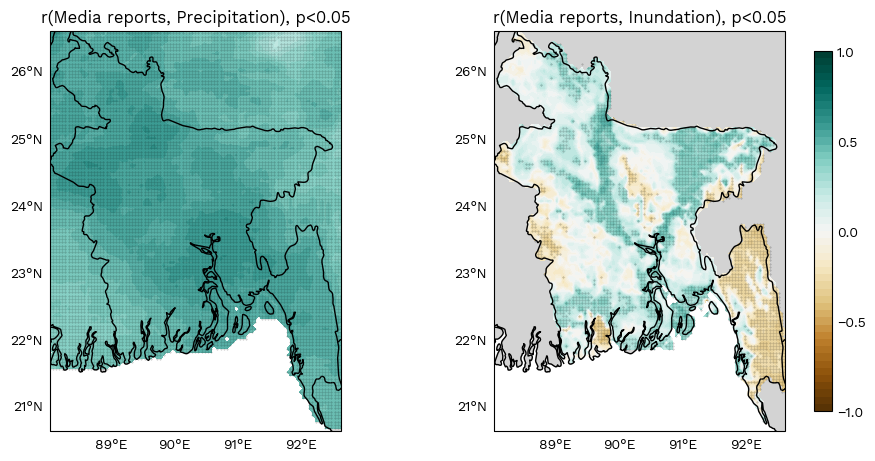 r(Media reports, Precipitation), p<0.05
26°N
25°N
24°N
23°N
22°N
21°N
89°E 90°E 91°E 92°E
r(Media reports, Inundation), p<0.05
26°N
25°N
24°N
23°N
22°N
21°N
89°E 90°E 91°E 92°E
1.0
0.5
0.0
−0.5
−1.0